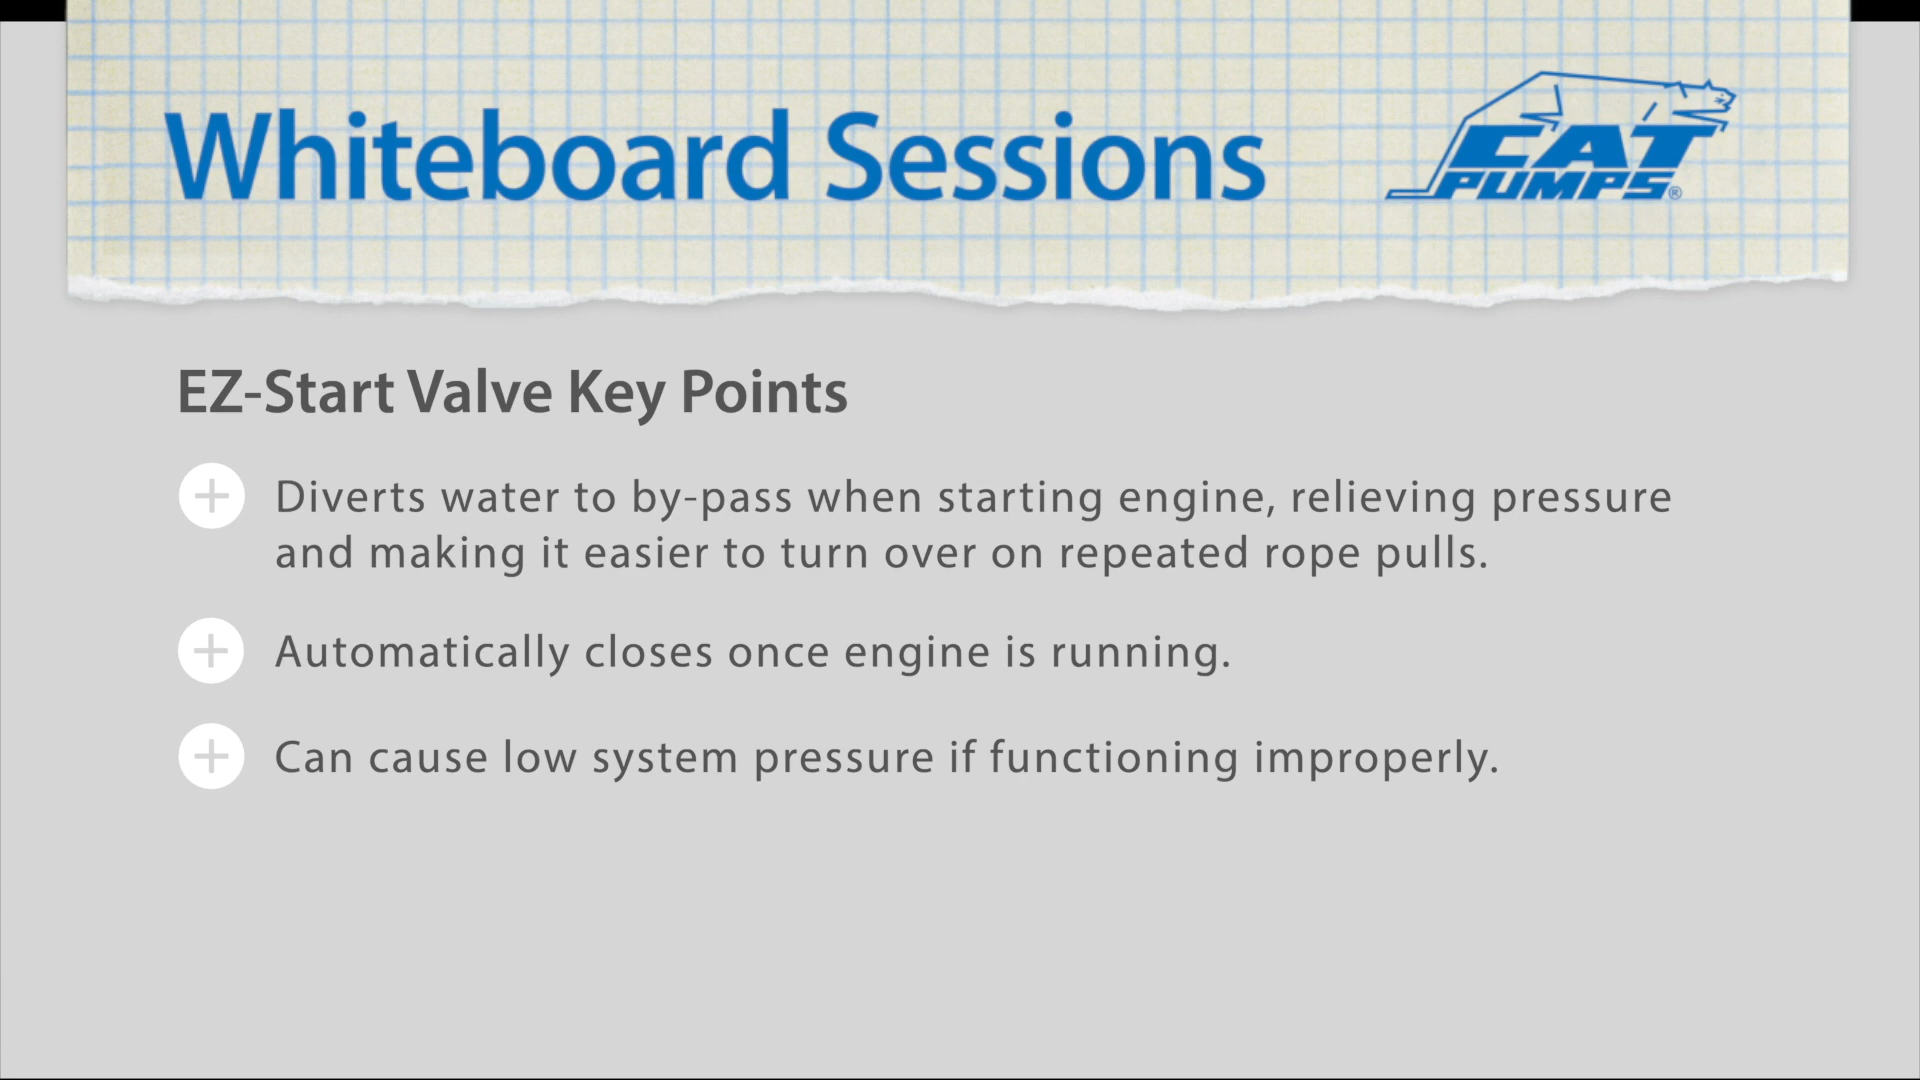 Whiteboard Sessions
CAT
PUMPS®
EZ-Start Valve Key Points
Diverts water to by-pass when starting engine, relieving pressure
and making it easier to turn over on repeated rope pulls.
Automatically closes once engine is running.
Can cause low system pressure if functioning improperly.